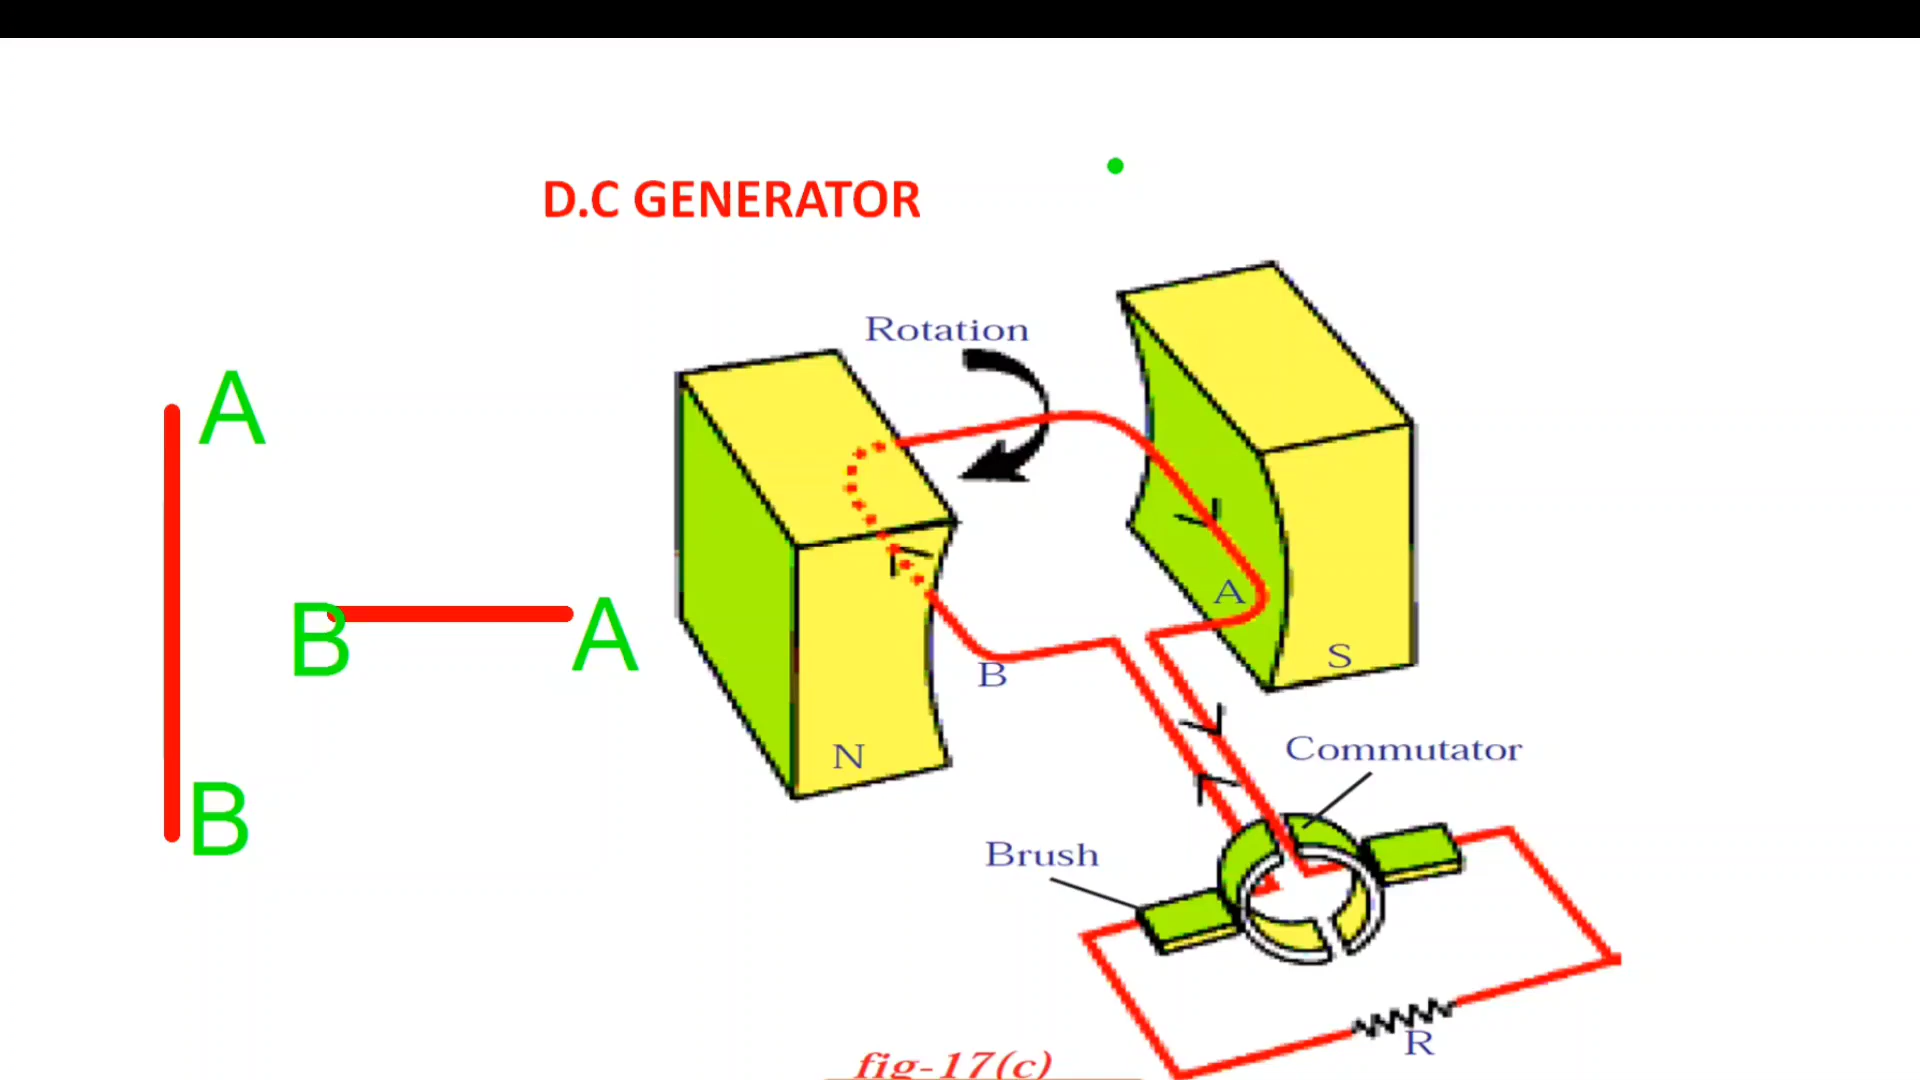 D.C GENERATOR
Rotation
A
B
A
B
A
B
S
N
Commutator
Brush
R
fig-17(c)